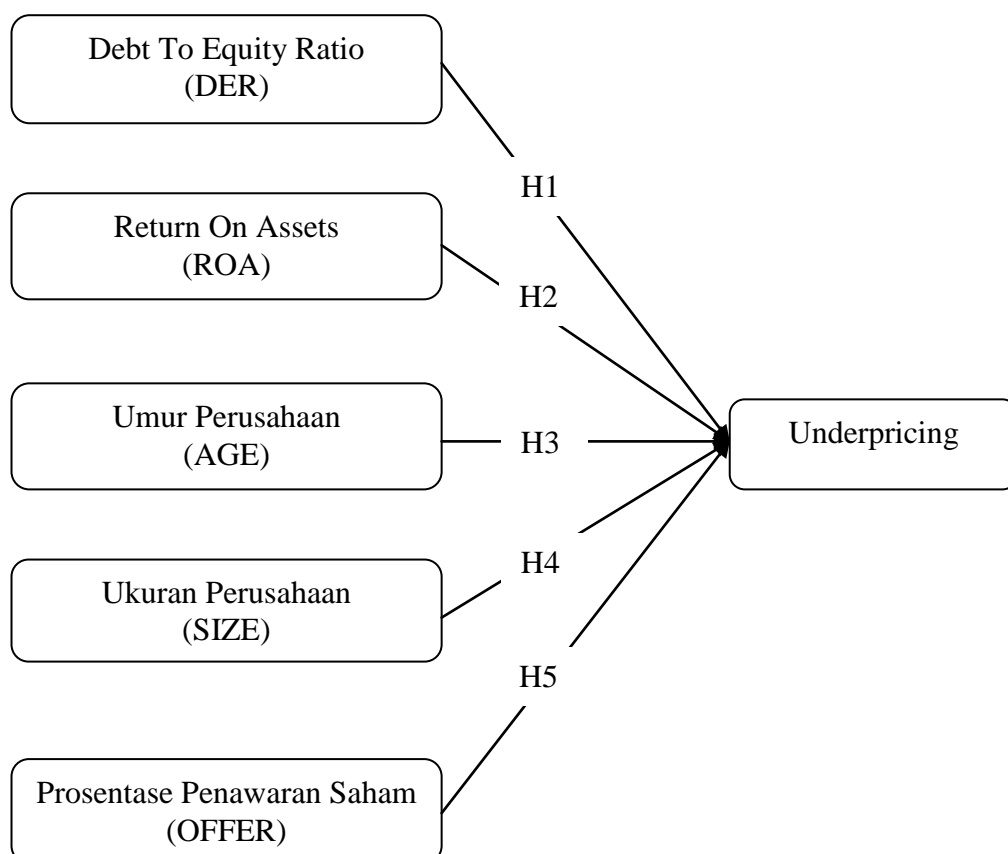 Debt To Equity Ratio
(DER)
H1
Return On Assets
(ROA)
H2
Umur Perusahaan
(AGE)
H3
Underpricing
Ukuran Perusahaan
(SIZE)
H4
H5
Prosentase Penawaran Saham
(OFFER)